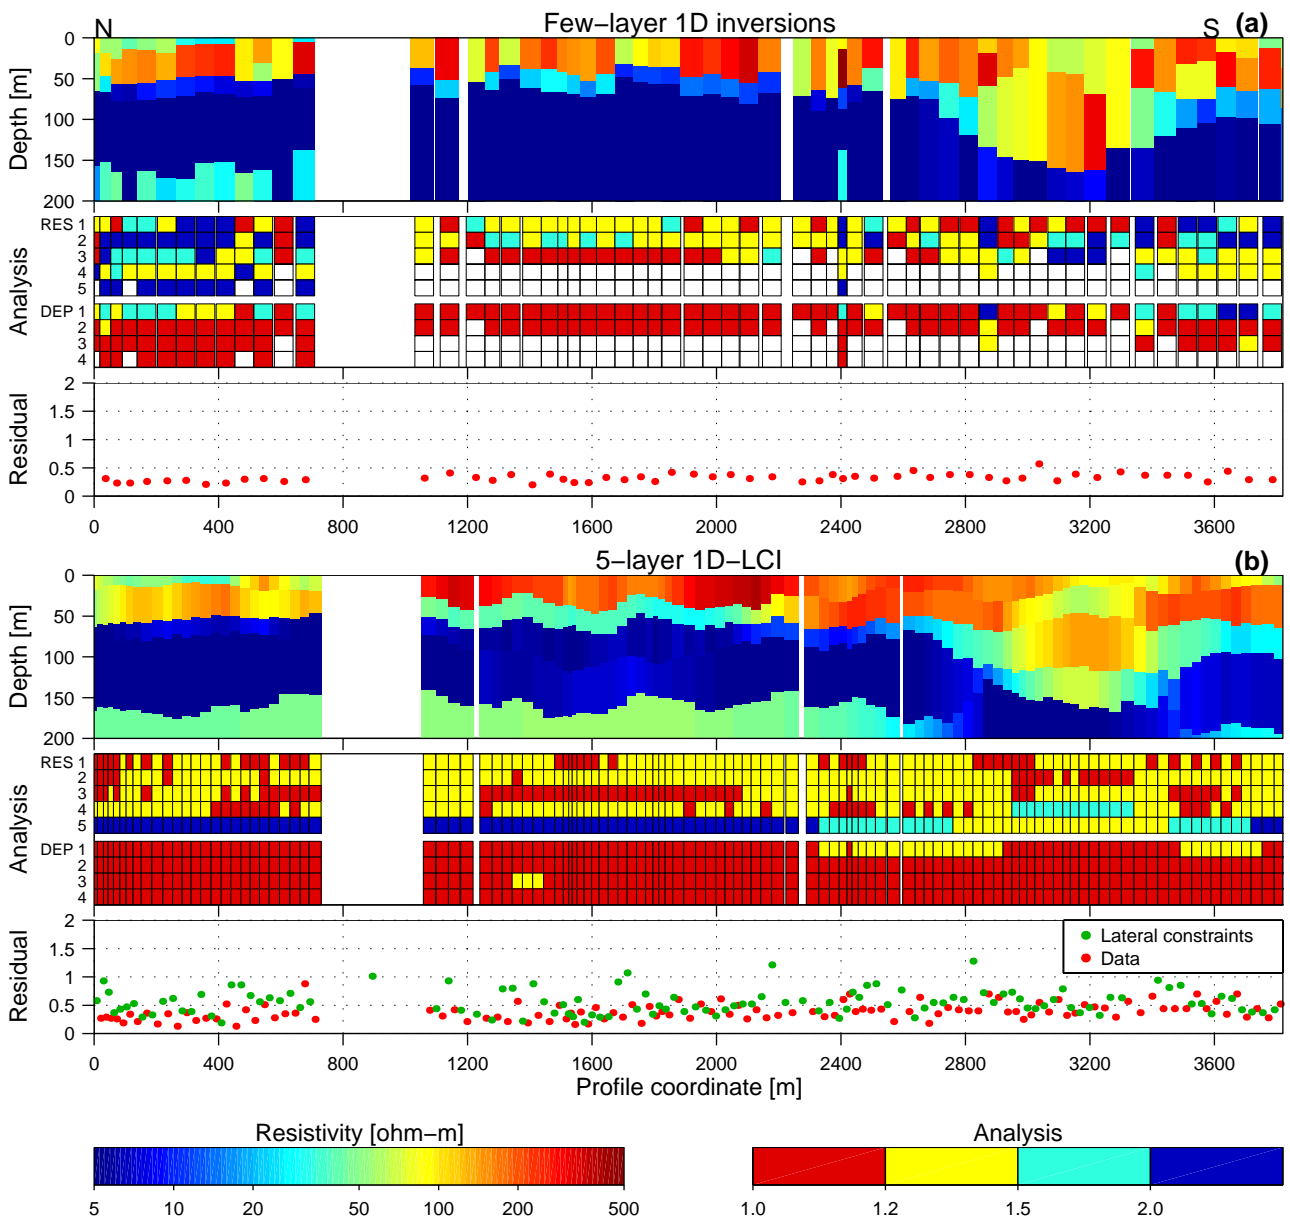 N Few−layer 1D inversions S (a)
0
50
100
150
200
Depth [m]
RES 1
2
3
4
5
DEP 1
2
3
4
Analysis
2
1.5
1
0.5
0
Residual
0 400 800 1200 1600 2000 2400 2800 3200 3600
5−layer 1D−LCI (b)
0
50
100
150
200
Depth [m]
RES 1
2
3
4
5
DEP 1
2
3
4
Analysis
2
1.5
1
0.5
0
Residual
Lateral constraints
Data
0 400 800 1200 1600 2000 2400 2800 3200 3600
Profile coordinate [m]
Resistivity [ohm−m]
5 10 20 50 100 200 500
Analysis
1.0 1.2 1.5 2.0